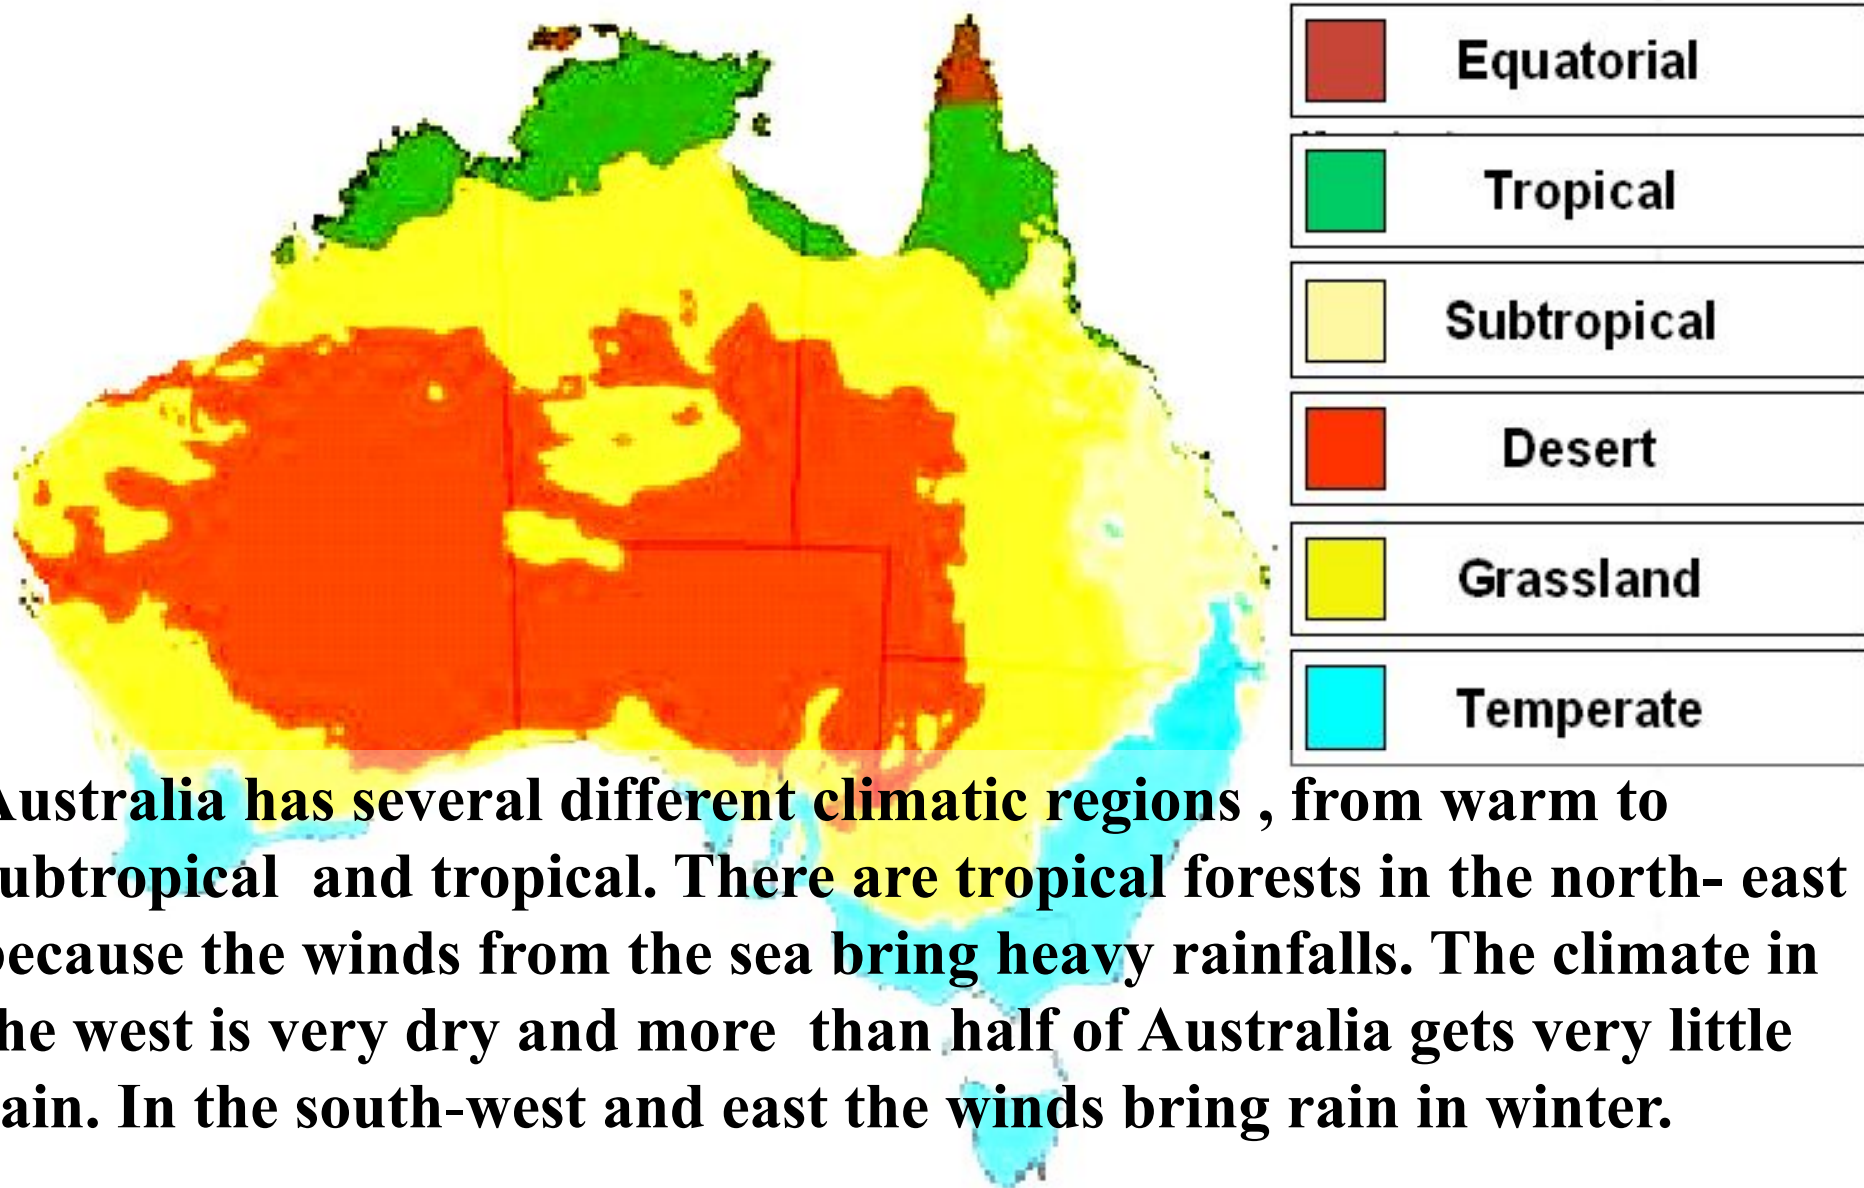 Equatorial
Tropical
Subtropical
Desert
Grassland
Temperate
Australia has several different climatic regions , from warm to
ubtropical and tropical. There are tropical forests in the north- east
because the winds from the sea bring heavy rainfalls. The climate in
he west is very dry and more than half of Australia gets very little
ain. In the south-west and east the winds bring rain in winter.